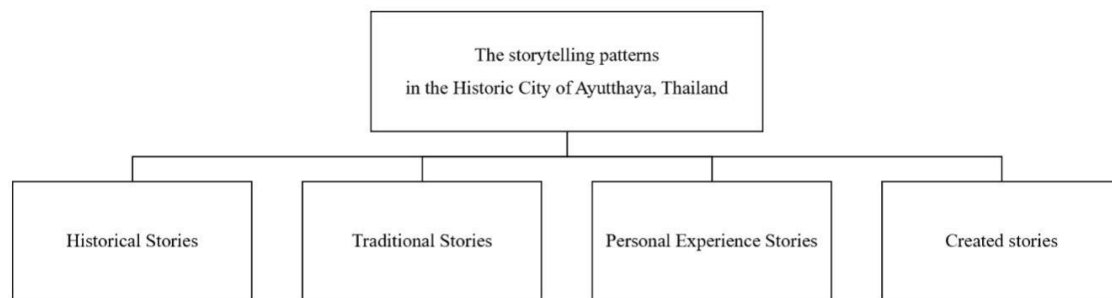 The storytelling patterns
in the Historic City of Ayutthaya, Thailand
Historical Stories
Traditional Stories
Personal Experience Stories
Created stories